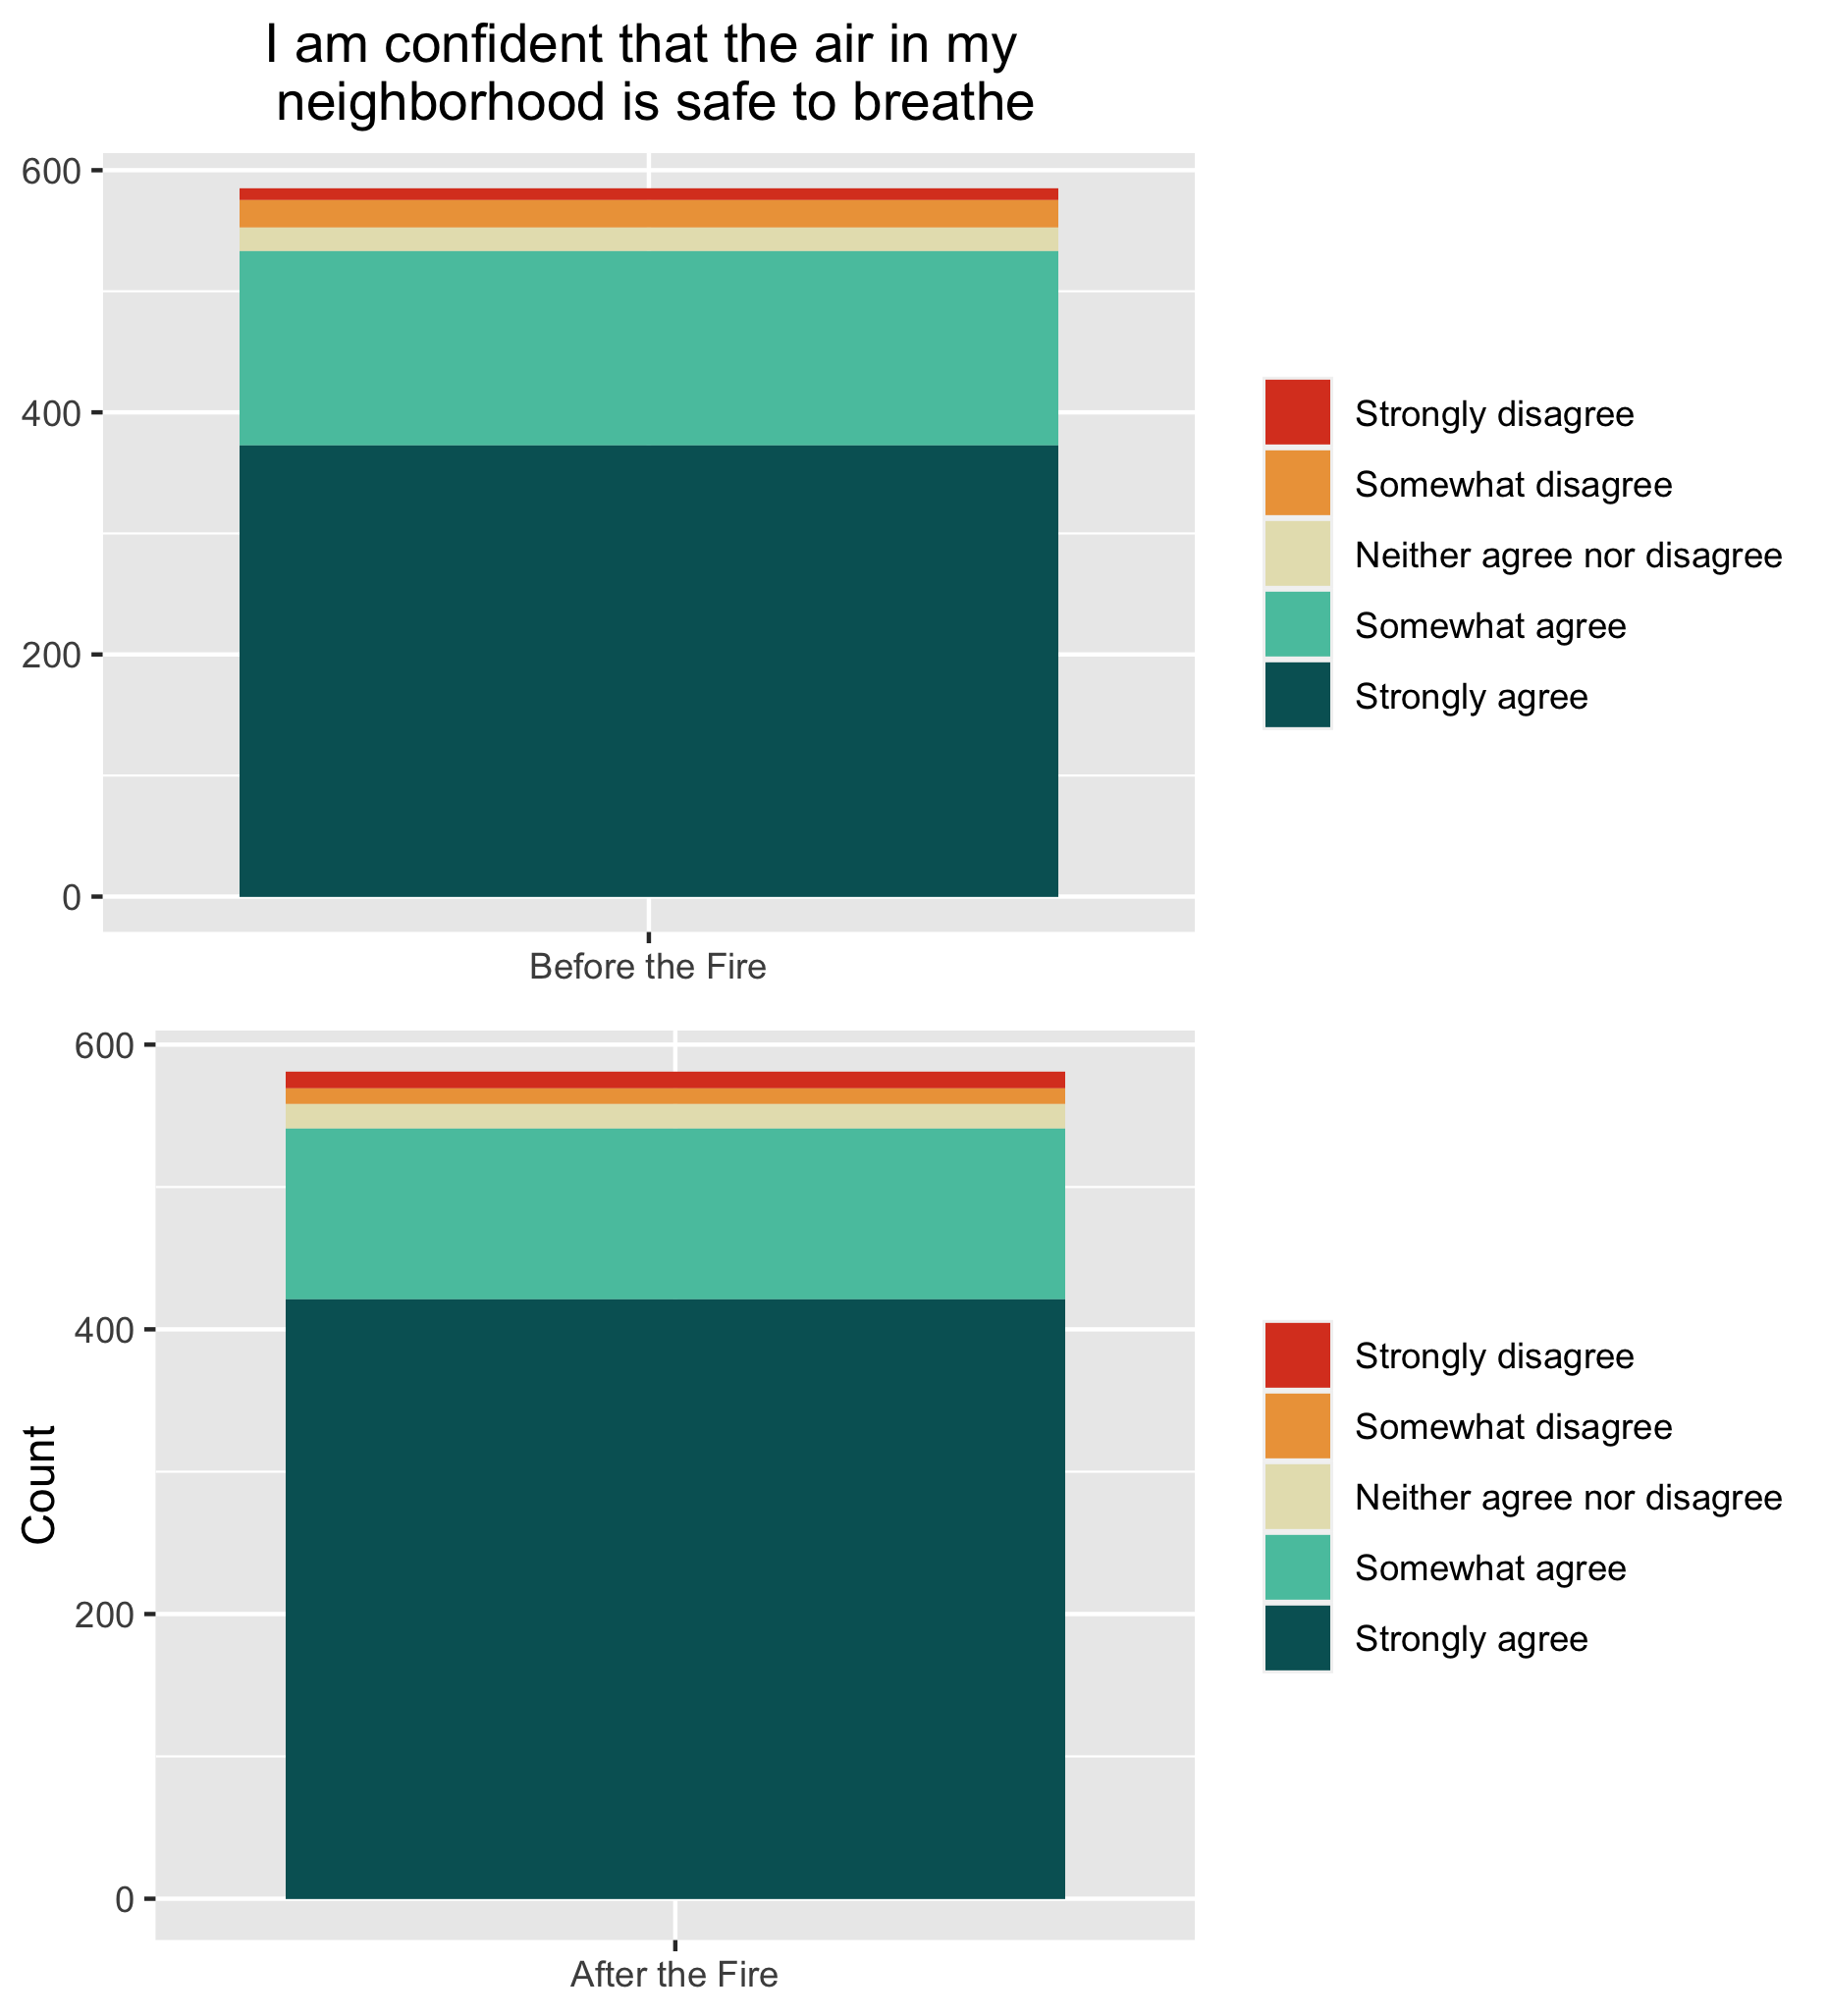 I am confident that the air in my
neighborhood is safe to breathe
600
400
200
0
Before the Fire
Strongly disagree
Somewhat disagree
Neither agree nor disagree
Somewhat agree
Strongly agree
Count
600
400
200
0
After the Fire
Strongly disagree
Somewhat disagree
Neither agree nor disagree
Somewhat agree
Strongly agree